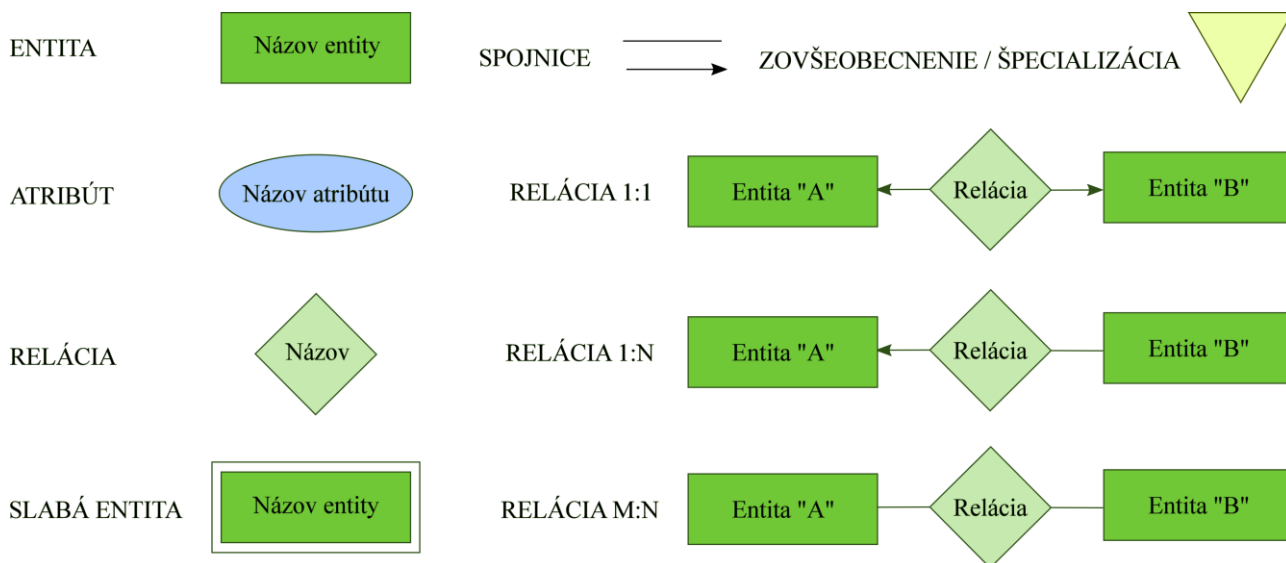 ENTITA
Názov entity
SPOJNICE
ZOVŠEOBECNENIE / ŠPECIALIZÁCIA
ATRIBÚT
Názov atribútu
RELÁCIA 1:1
Entita "A"
Relácia
Entita "B"
RELÁCIA
Názov
RELÁCIA 1:N
Entita "A"
Relácia
Entita "B"
SLABÁ ENTITA
Názov entity
RELÁCIA M:N
Entita "A"
Relácia
Entita "B"